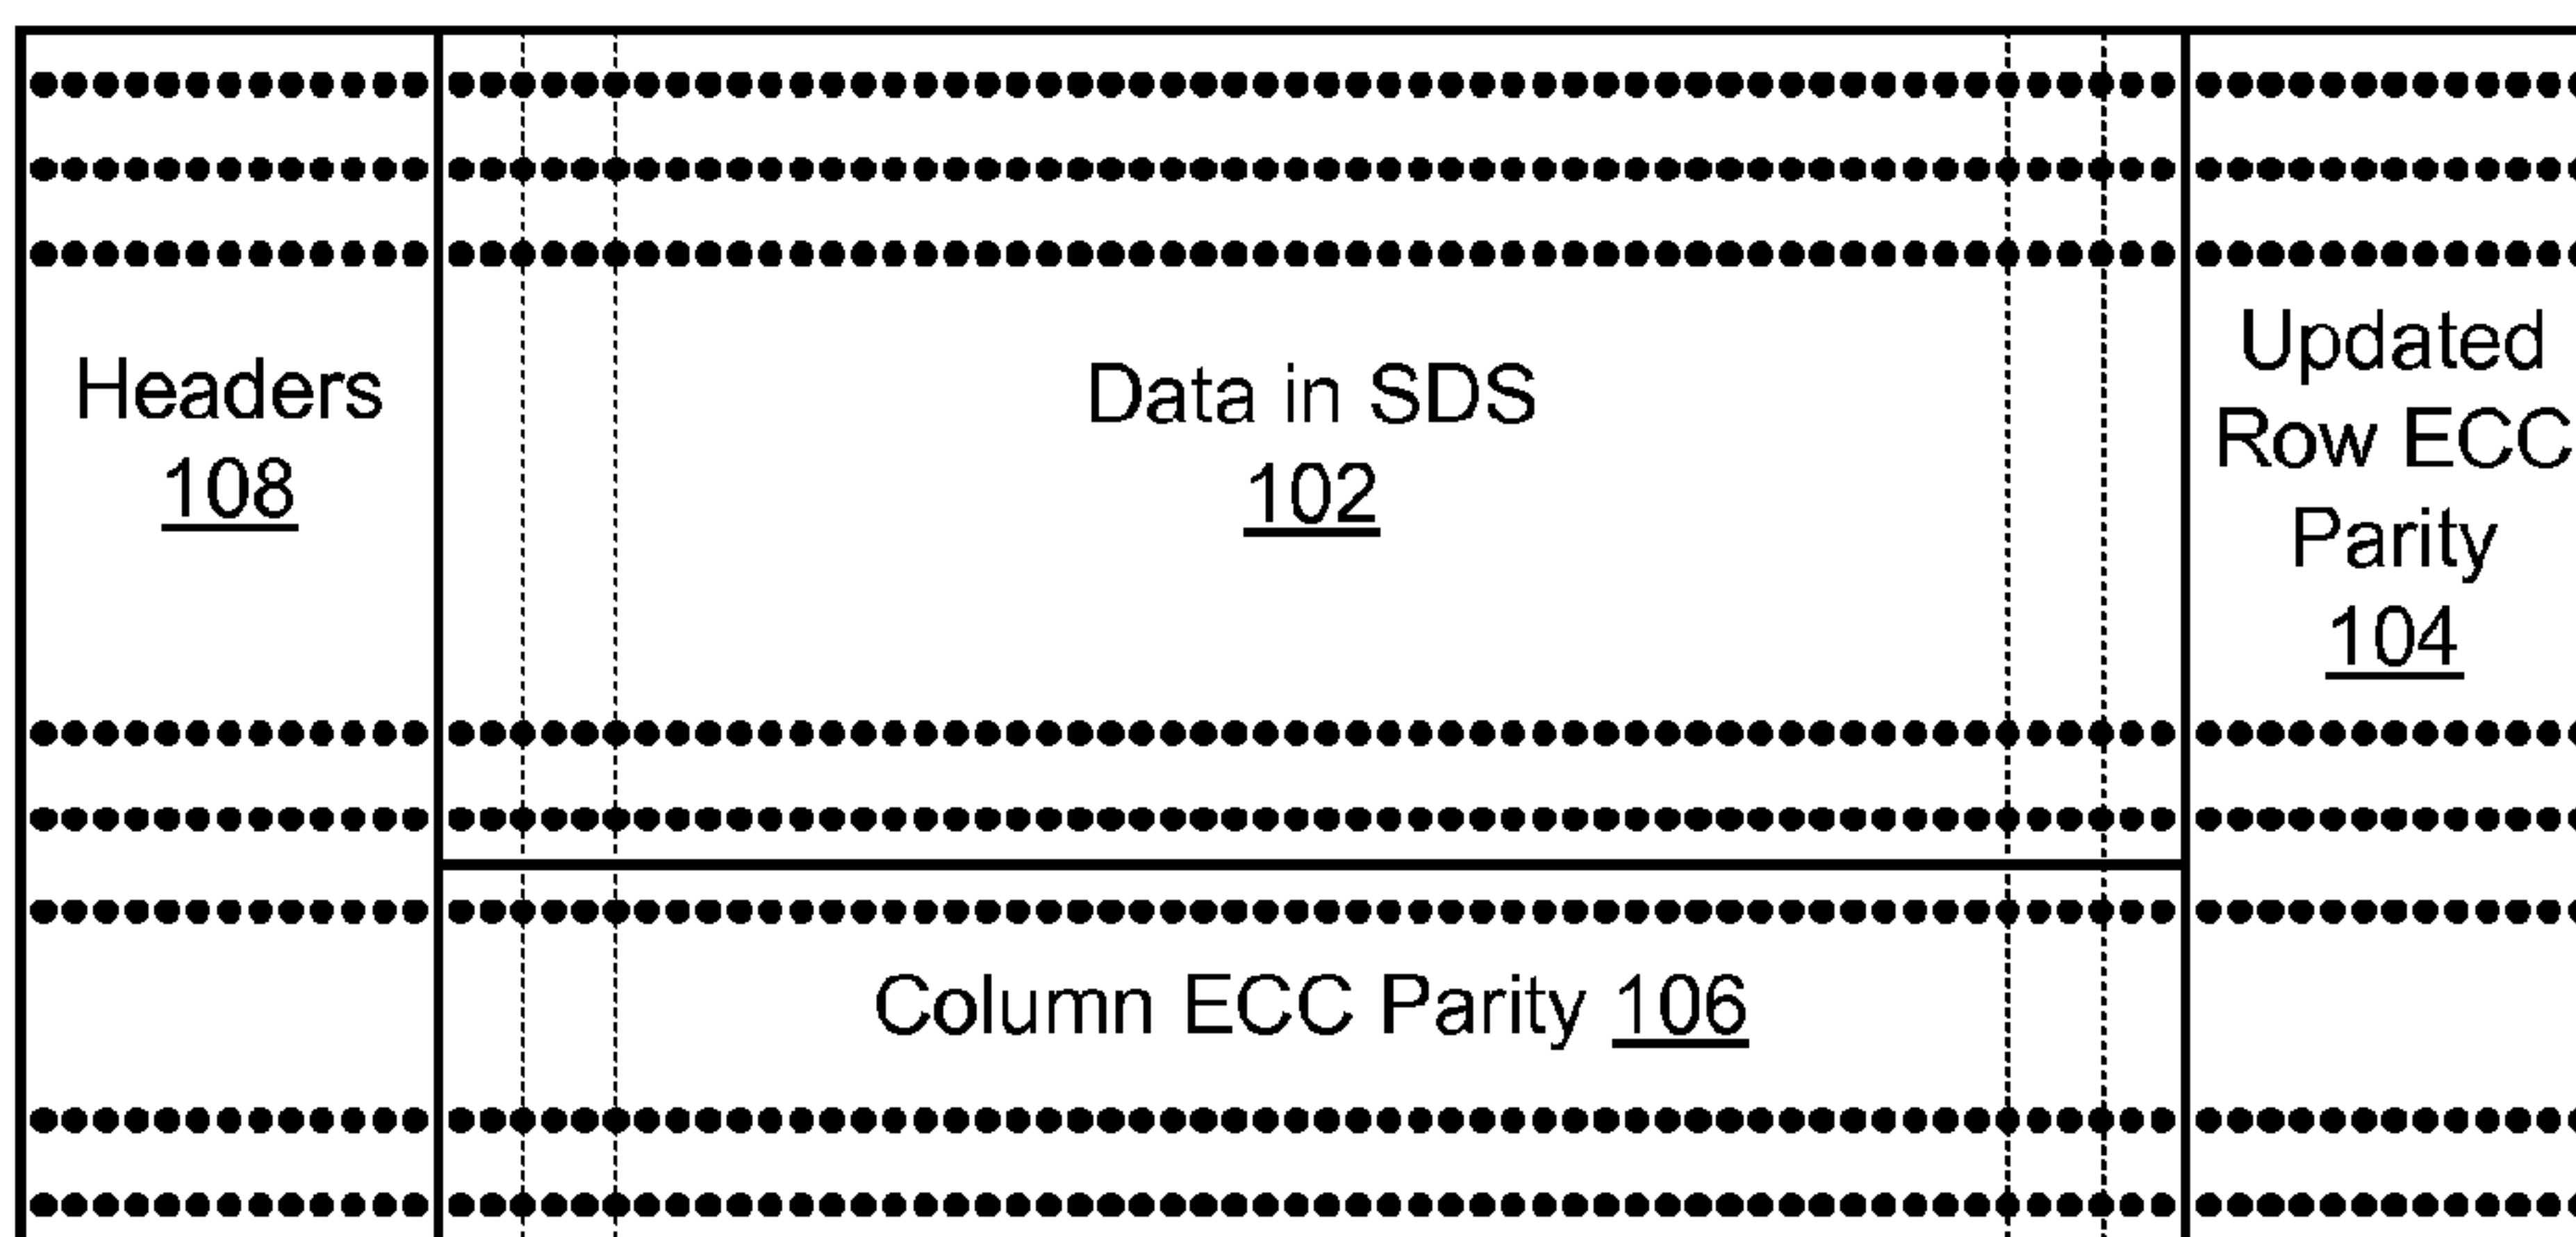 Headers
108
Data in SDS
102
Updated
Row ECC
Parity
104
Column ECC Parity 106